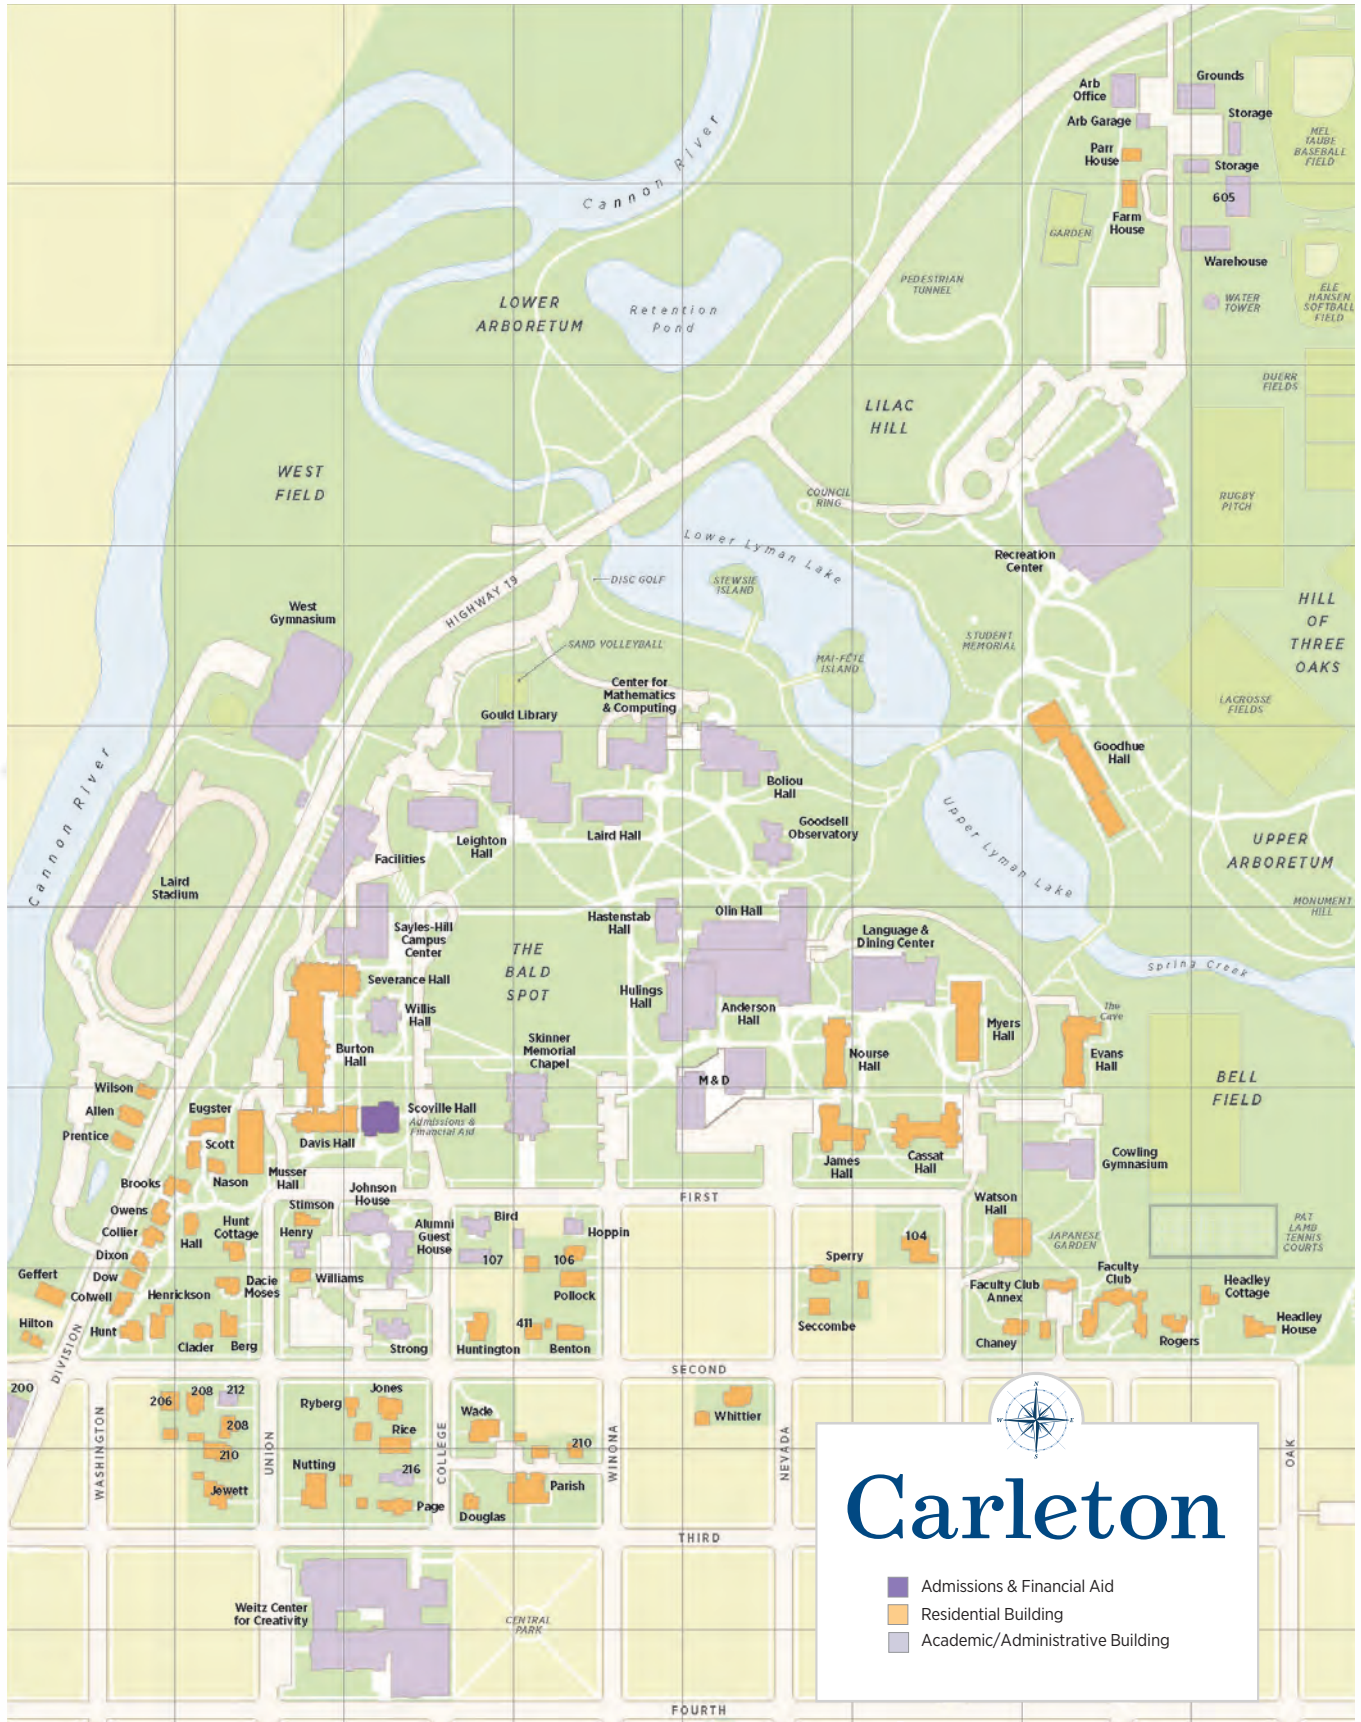 Cannon River
Arb
Office
Grounds
Storage
Arb Garage
Parr
House
Storage
605
MEL
TAUBE
BASEBALL
FIELD
GARDEN
Farm
House
Warehouse
WATER
TOWER
ELE
HANSEN
SOFTBALL
FIELD
PEDESTRIAN
TUNNEL
LOWER
ARBORETUM
Retention
Pond
DUERR
FIELDS
LILAC
HILL
WEST
FIELD
COUNCIL
RING
RUGBY
PITCH
Lower Lyman Lake
Recreation
Center
HIGHWAY 19
DISC GOLF
STEWSIE
ISLAND
HILL
OF
THREE
OAKS
West
Gymnasium
SAND VOLLEYBALL
STUDENT
MEMORIAL
MAI-FÊTE
ISLAND
Center for
Mathematics
& Computing
Gould Library
LACROSSE
FIELDS
Goodhue
Hall
Boliou
Hall
Cannon River
Upper Lyman Lake
Goodsell
Observatory
Leighton
Hall
Laird Hall
Facilities
UPPER
ARBORETUM
MONUMENT
HILL
Laird
Stadium
Hastenstab
Hall
Olin Hall
Language &
Dining Center
Sayles-Hill
Campus
Center
THE
BALD
SPOT
Spring Creek
Severance Hall
Hulings
Hall
Anderson
Hall
Willis
Hall
The
Cave
Myers
Hall
Burton
Hall
Skinner
Memorial
Chapel
Nourse
Hall
Evans
Hall
M & D
BELL
FIELD
Wilson
Allen
Prentice
Eugster
Scott
Davis Hall
Scoville Hall
Admissions &
Financial Aid
James
Hall
Cassat
Hall
Cowling
Gymnasium
Nason
Musser
Hall
Brooks
Johnson
House
FIRST
Watson
Hall
Owens
Stimson
Collier
Hall
Hunt
Cottage
Henry
Alumni
Guest
House
Bird
Hoppin
104
JAPANESE
GARDEN
PAT
LAMB
TENNIS
COURTS
Dixon
107
106
Sperry
Geffert
Dow
Colwell
Henrickson
Dacie
Moses
Williams
Pollock
Faculty Club
Annex
Faculty
Club
Headley
Cottage
Hilton
Hunt
Clader
Berg
Strong
Huntington
411
Benton
Seccombe
Chaney
Rogers
Headley
House
DIVISION
SECOND
200
206
208
212
Ryberg
Jones
Wade
Whittier
208
210
Rice
210
WASHINGTON
UNION
COLLEGE
WINONA
NEVADA
OAK
Nutting
216
Jewett
Page
Parish
Douglas
THIRD
Weitz Center
for Creativity
CENTRAL
PARK
FOURTH
N
E
S
W
Carleton
Admissions & Financial Aid
Residential Building
Academic/Administrative Building